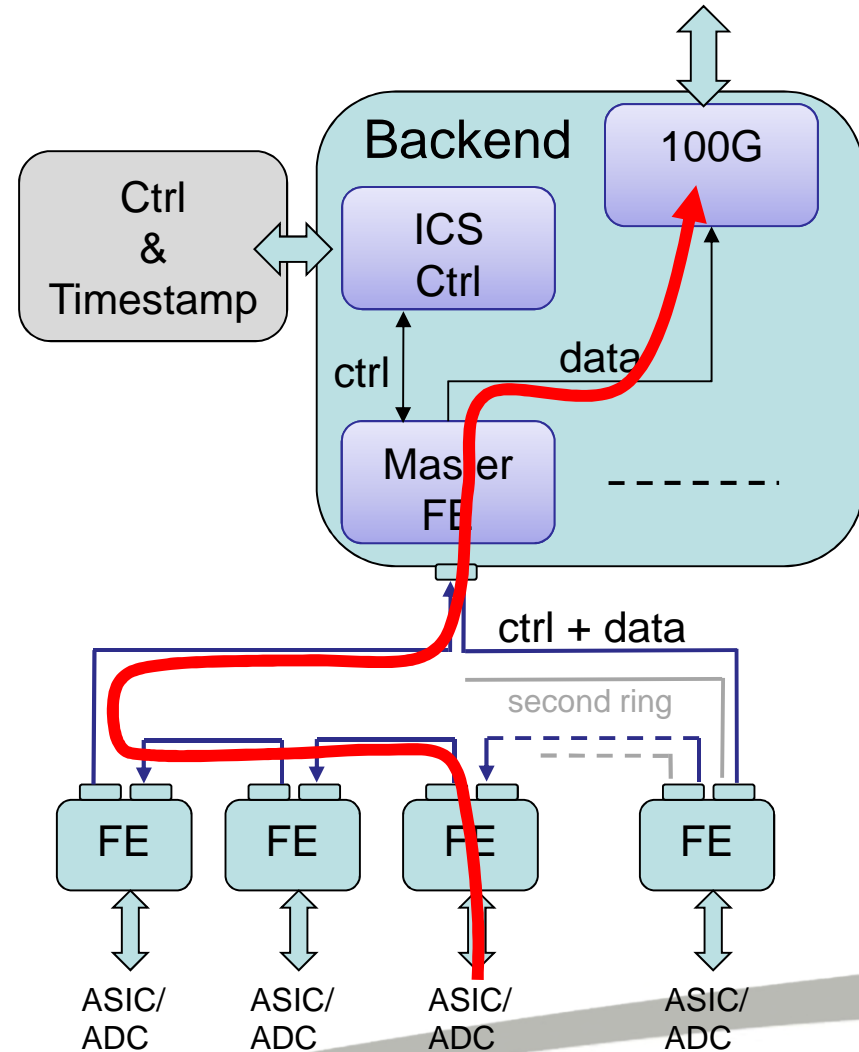 Backend
100G
Ctrl
&
Timestamp
ICS
Ctrl
ctrl
data
Master
FE
ctrl + data
second ring
FE
FE
FE
FE
ASIC/
ADC
ASIC/
ADC
ASIC/
ADC
ASIC/
ADC